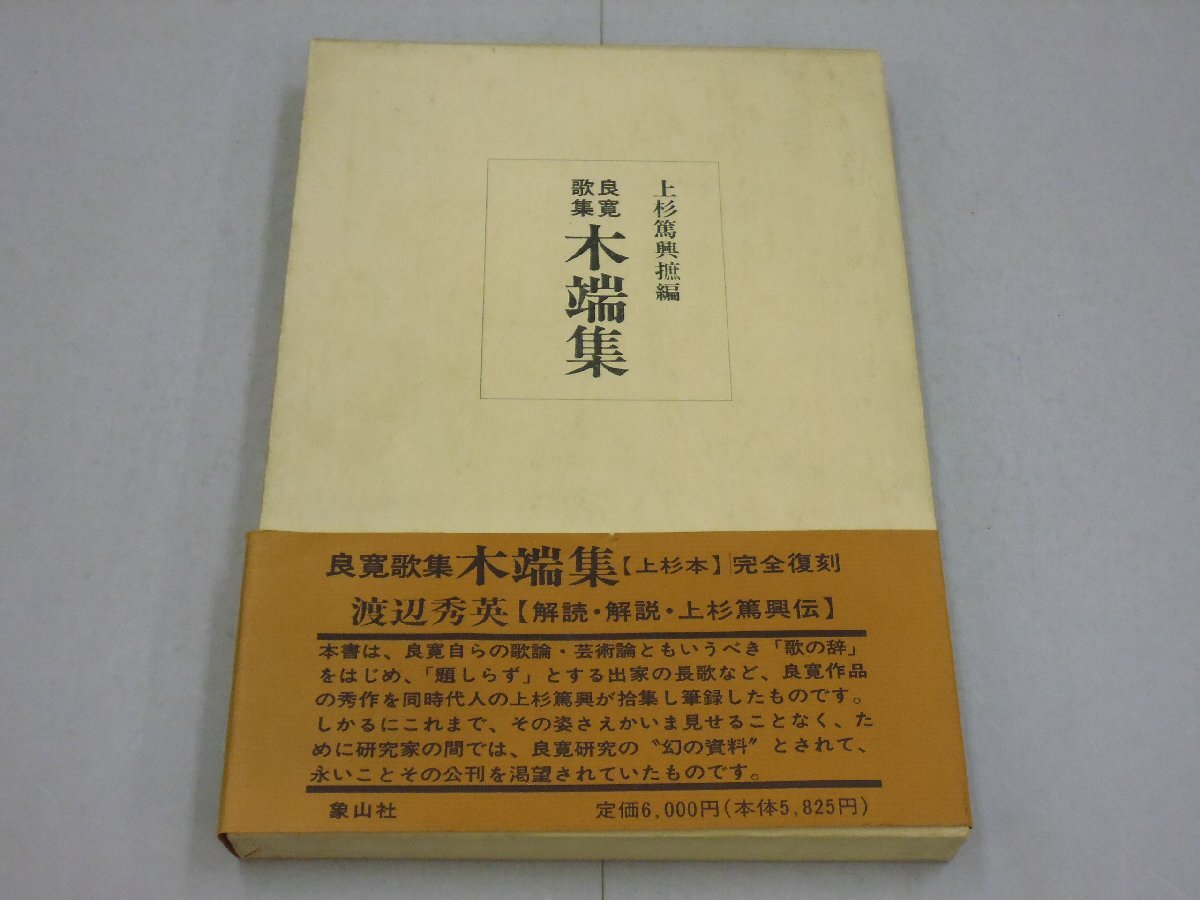 上杉篤興摭編
良寛
歌集
木端集
良寛歌集木端集【上杉本】完全復刻
渡辺秀英【解読・解説・上杉篤興伝】
本書は、良寛自らの歌論・芸術論ともいうべき「歌の辞」
をはじめ、「題しらず」とする出家の長歌など、良寛作品
の秀作を同時代人の上杉篤興が拾集し筆録したものです。
しかるにこれまで、その姿さえかいま見せることなく、た
めに研究家の間では、良寛研究の〝幻の資料〟とされて、
永いことその公刊を渇望されていたものです。
象山社
定価6,000円(本体5,825円)